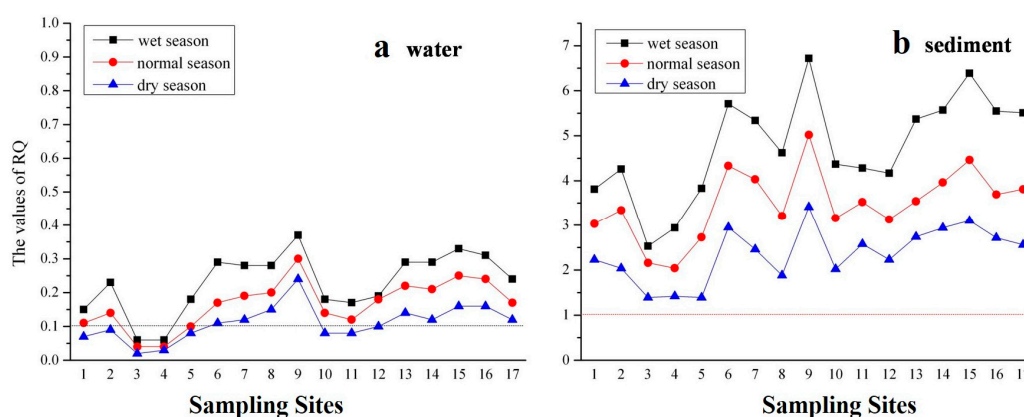 1.0
0.9
0.8
0.7
0.6
0.5
0.4
0.3
0.2
0.1
0.0
The values of RQ
wet season
normal season
dry season
a water
1 2 3 4 5 6 7 8 9 10 11 12 13 14 15 16 17
Sampling Sites
7
6
5
4
3
2
1
0
wet season
normal season
dry season
b sediment
1 2 3 4 5 6 7 8 9 10 11 12 13 14 15 16
Sampling Sites